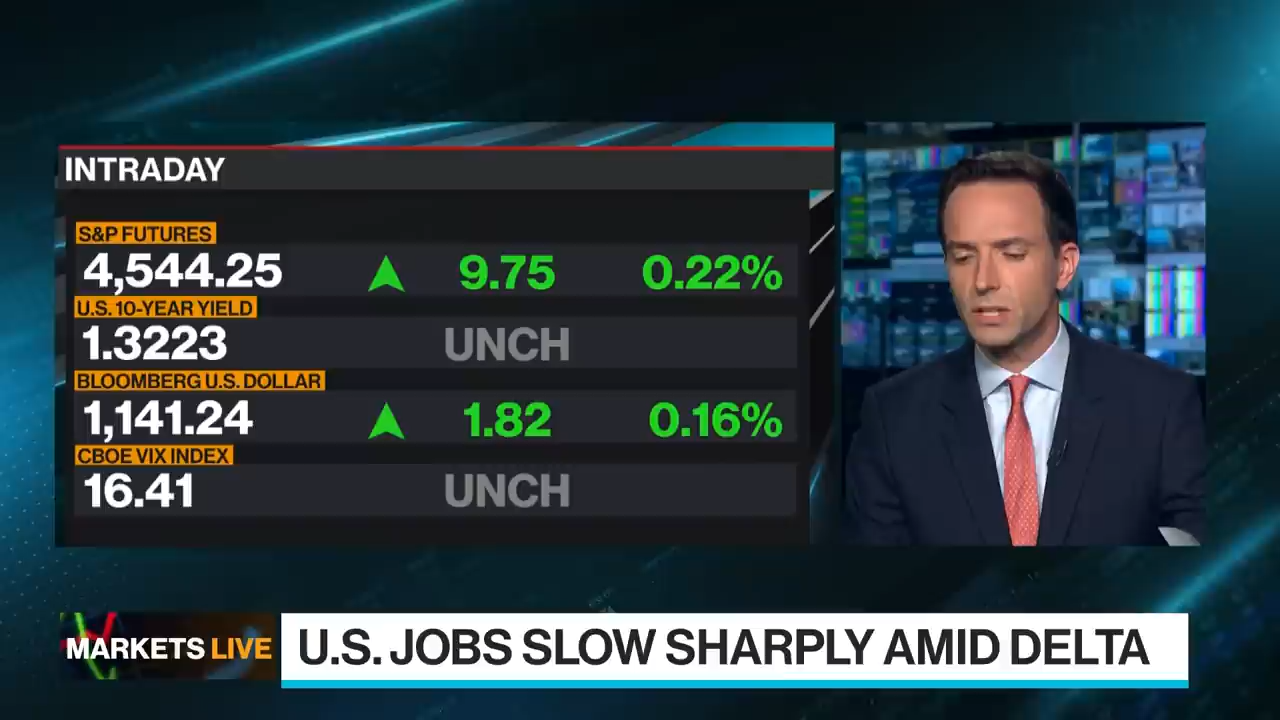 INTRADAY
S&P FUTURES
4,544.25 9.75 0.22%
U.S. 10-YEAR YIELD
1.3223 UNCH
BLOOMBERG U.S. DOLLAR
1,141.24 1.82 0.16%
CBOE VIX INDEX
16.41 UNCH
MARKETS LIVE
U.S. JOBS SLOW SHARPLY AMID DELTA